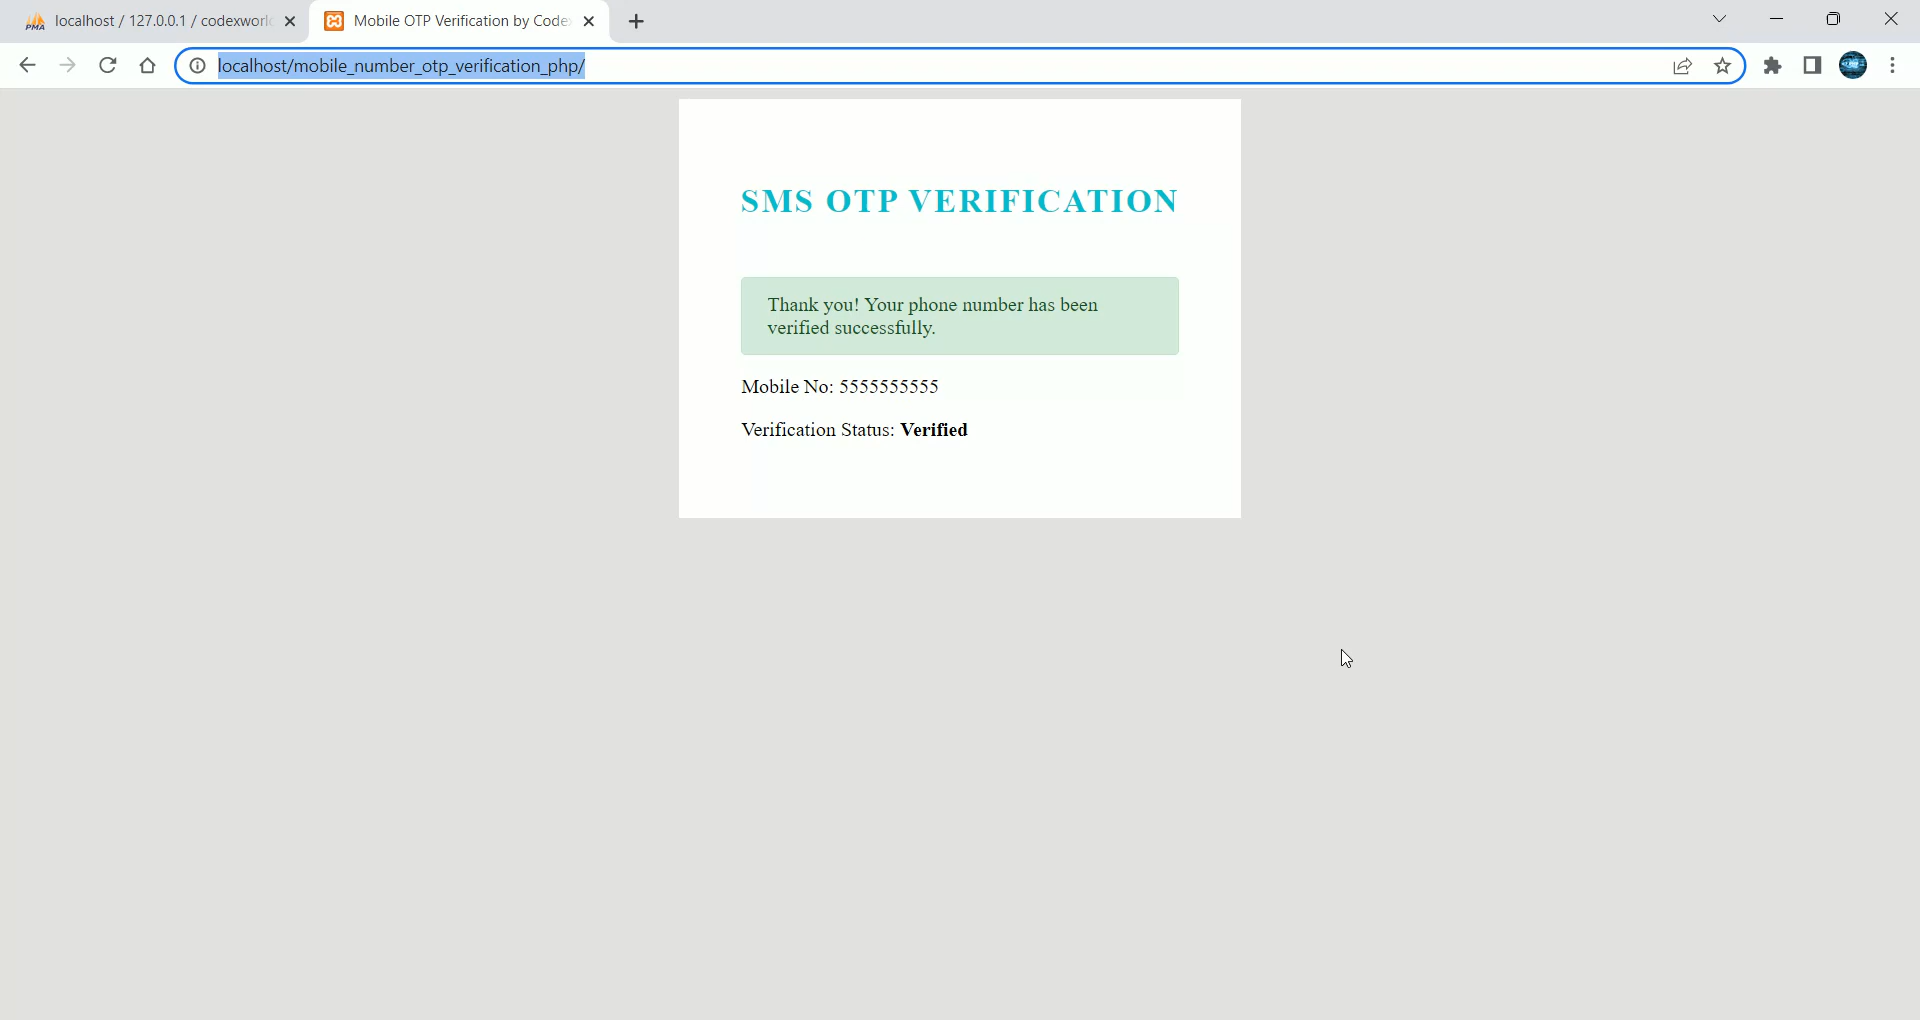 PMA
localhost / 127.0.0.1 / codexworl
Mobile OTP Verification by Code
localhost/mobile_number_otp_verification_php/
SMS OTP VERIFICATION
Thank you! Your phone number has been
verified successfully.
Mobile No: 5555555555
Verification Status: Verified